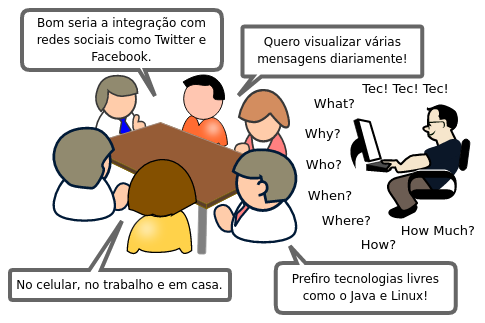 Bom seria a integração com
redes sociais como Twitter e
Facebook.
Quero visualizar várias
mensagens diariamente!
Tec! Tec! Tec!
What?
Why?
Who?
When?
Where?
How?
How Much?
No celular, no trabalho e em casa.
Prefiro tecnologias livres
como o Java e Linux!